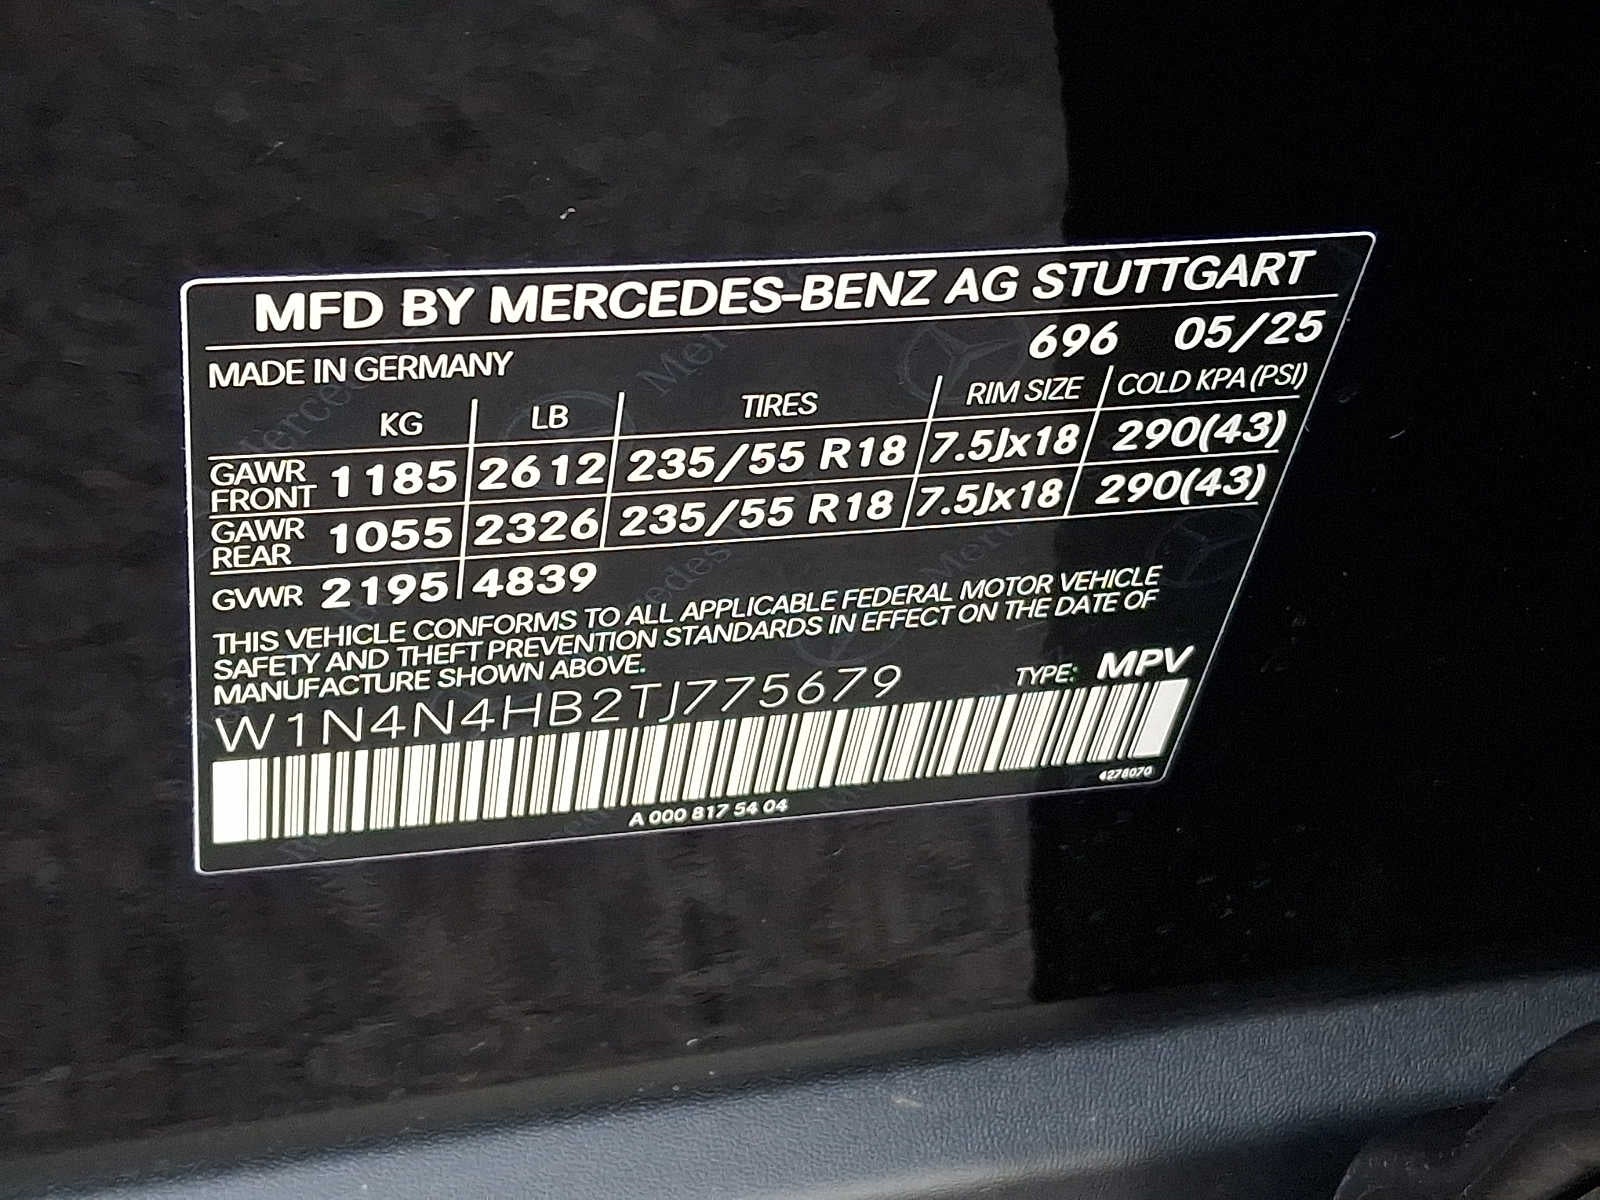 MFD BY MERCEDES-BENZ AG STUTTGART
MADE IN GERMANY 696 05/25
KG LB TIRES RIM SIZE COLD KPA (PSI)
GAWR FRONT 1185 2612 235/55 R18 7.5Jx18 290(43)
GAWR REAR 1055 2326 235/55 R18 7.5Jx18 290(43)
GVWR 2195 4839
THIS VEHICLE CONFORMS TO ALL APPLICABLE FEDERAL MOTOR VEHICLE
SAFETY AND THEFT PREVENTION STANDARDS IN EFFECT ON THE DATE OF
MANUFACTURE SHOWN ABOVE.
TYPE: MPV
W1N4N4HB2TJ775679
A 000 817 54 04
4278070